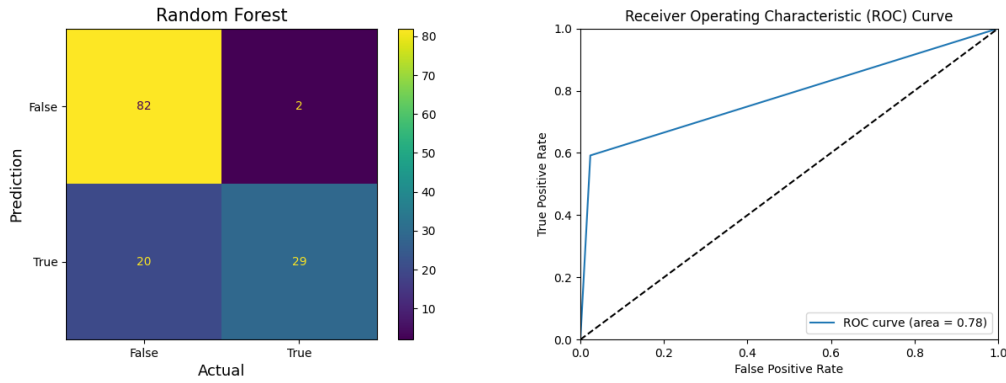 Random Forest
False
True
Prediction
82
2
20
29
False
True
Actual
80
70
60
50
40
30
20
10
Receiver Operating Characteristic (ROC) Curve
True Positive Rate
1.0
0.8
0.6
0.4
0.2
0.0
0.0
0.2
0.4
0.6
0.8
1.0
False Positive Rate
ROC curve (area = 0.78)